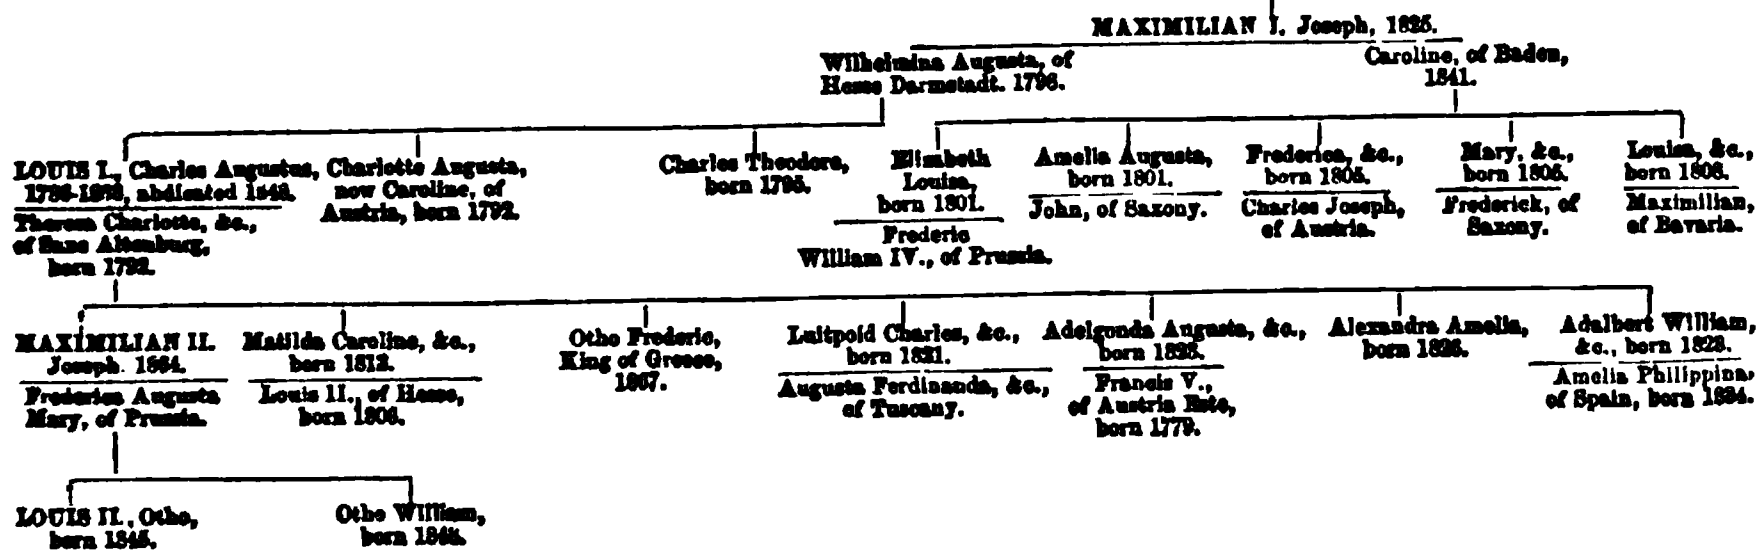 MAXIMILIAN I. Joseph, 1825.
Wilhelmina Augusta, of
Hesse Darmstadt. 1796.
Caroline, of Baden,
1841.
LOUIS I., Charles Augustus,
1786-1868, abdicated 1848.
Theresa Charlotte, &c.,
of Saxe Altenburg,
born 1792.
Charlotte Augusta,
now Caroline, of
Austria, born 1792.
Charles Theodore,
born 1795.
Elizabeth
Louisa,
born 1801.
Frederic
William IV., of Prussia.
Amelia Augusta,
born 1801.
John, of Saxony.
Frederica, &c.,
born 1805.
Charles Joseph,
of Austria.
Mary, &c.,
born 1805.
Frederick, of
Saxony.
Louisa, &c.,
born 1808.
Maximilian,
of Bavaria.
MAXIMILIAN II.
Joseph. 1864.
Frederica Augusta
Mary, of Prussia.
Matilda Caroline, &c.,
born 1813.
Louis II., of Hesse,
born 1806.
Otho Frederic,
King of Greece,
1867.
Luitpold Charles, &c.,
born 1821.
Augusta Ferdinanda, &c.,
of Tuscany.
Adelgonda Augusta, &c.,
born 1823.
Francis V.,
of Austria Este,
born 1779.
Alexandra Amelia,
born 1826.
Adalbert William,
&c., born 1828.
Amelia Philippina,
of Spain, born 1834.
LOUIS II., Otho,
born 1845.
Otho William,
born 1848.